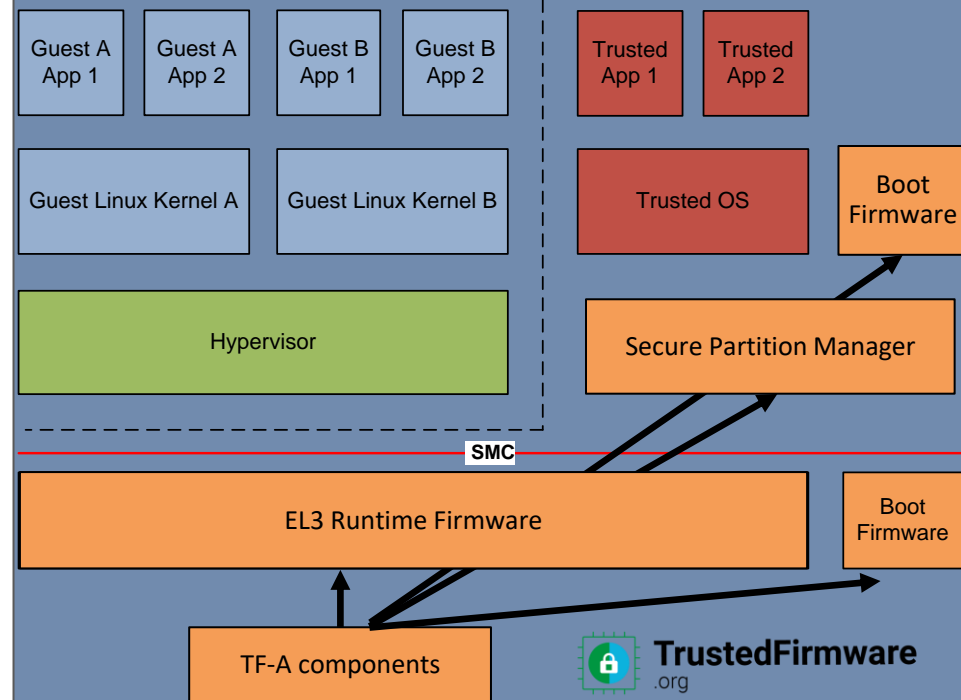 Guest A
App 1
Guest A
App 2
Guest B
App 1
Guest B
App 2
Trusted
App 1
Trusted
App 2
Guest Linux Kernel A
Guest Linux Kernel B
Trusted OS
Boot
Firmware
Hypervisor
Secure Partition Manager
SMC
EL3 Runtime Firmware
Boot
Firmware
TF-A components
TrustedFirmware
.org